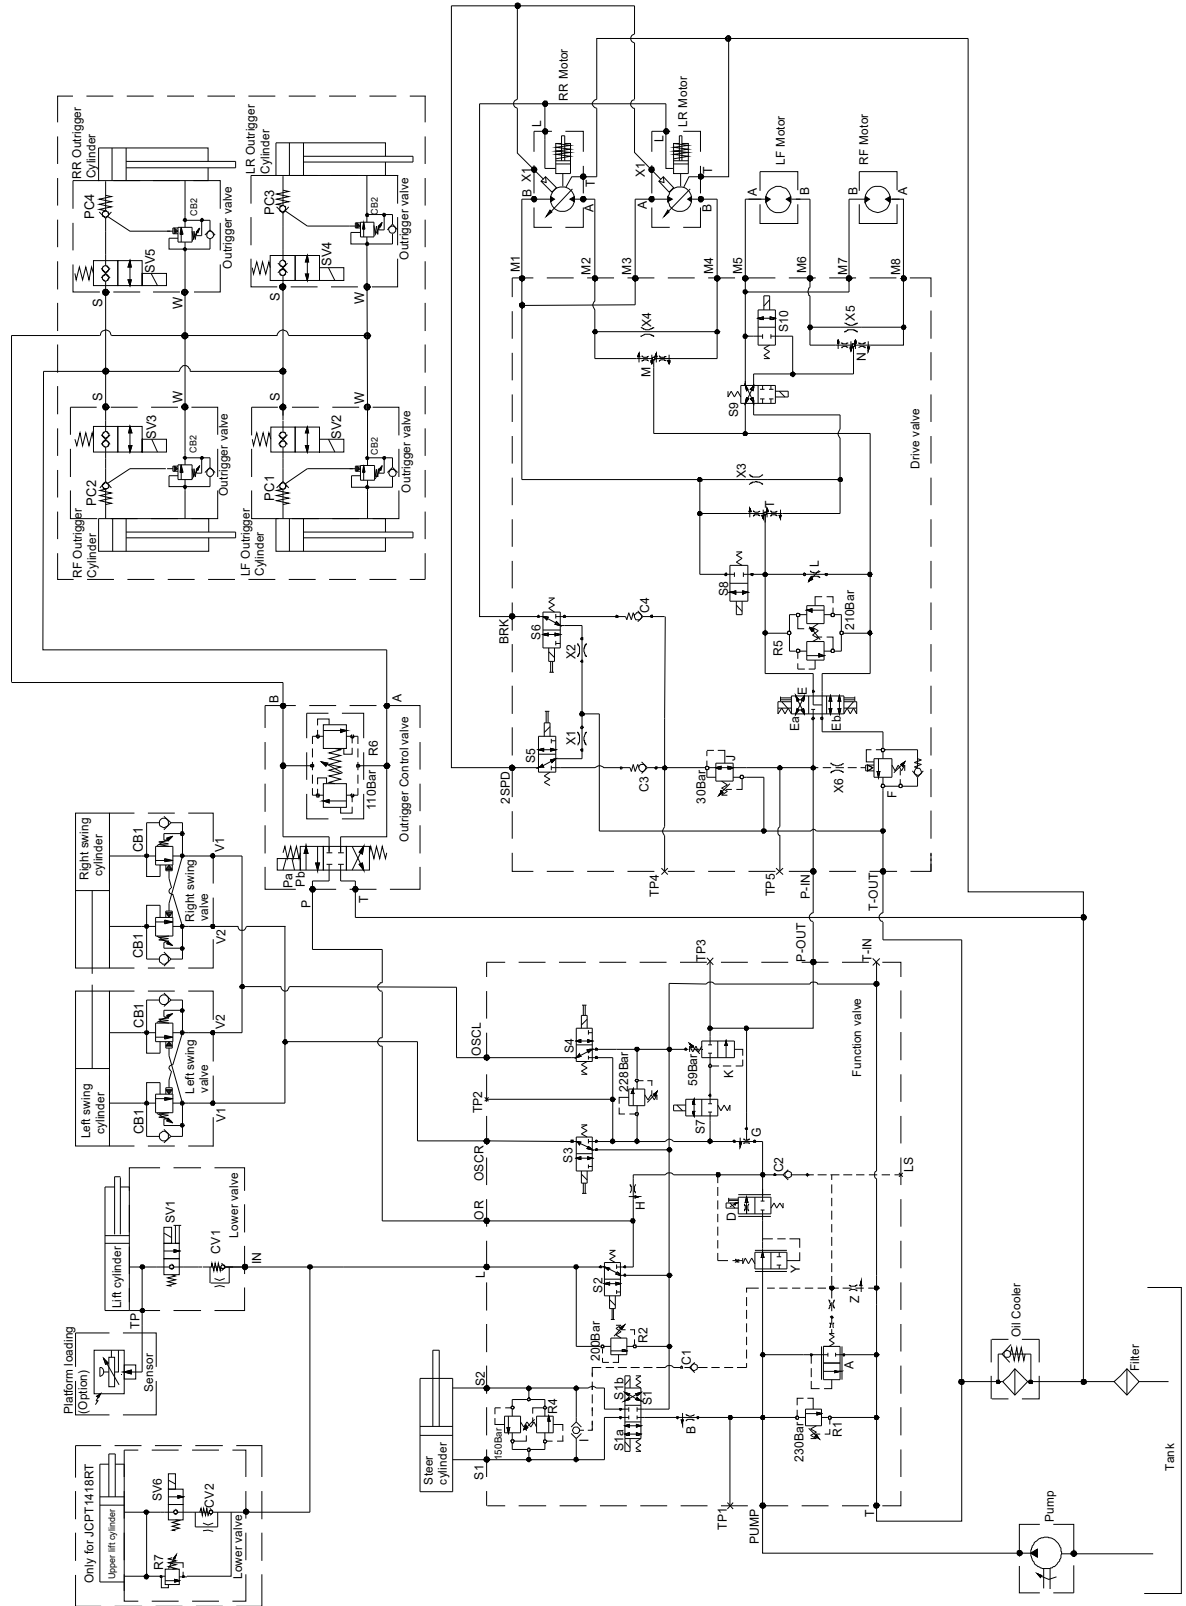 Only for JCPT1418RT
Upper lift cylinder
SV6
CV2
R7
Lower valve
Platform loading
(Option)
Sensor
TP
Lift cylinder
SV1
CV1
Lower valve
IN
Left swing
cylinder
CB1
CB1
Left swing
valve
V1
V2
Right swing
cylinder
CB1
CB1
Right swing
valve
V2
V1
Pa
Pb
P
T
B
A
R6
110Bar
Outrigger Control valve
RF Outrigger
Cylinder
PC2
SV3
CB2
Outrigger valve
S
W
LF Outrigger
Cylinder
PC1
SV2
CB2
Outrigger valve
S
W
RR Outrigger
Cylinder
PC4
SV5
CB2
Outrigger valve
S
W
LR Outrigger
Cylinder
PC3
SV4
CB2
Outrigger valve
S
W
Steer
cylinder
S1
S2
150Bar
R4
I
S1a
S1b
S1
B
TP1
PUMP
T
230Bar
R1
A
Z
C1
200Bar
R2
S2
L
OR
H
Y
D
C2
LS
OSCR
TP2
OSCL
S3
S4
228Bar
S7
59Bar
K
G
TP3
P-OUT
T-IN
Function valve
TP4
TP5
P-IN
T-OUT
2SPD
BRK
S5
S6
X1
X2
C3
C4
30Bar
J
X6
F
Ea
E
Eb
R5
210Bar
S8
L
T
X3
S9
S10
M
X4
N
X5
Drive valve
M1
M2
M3
M4
M5
M6
M7
M8
RR Motor
X1
L
B
A
T
LR Motor
X1
L
A
B
T
LF Motor
A
B
RF Motor
B
A
Pump
Oil Cooler
Filter
Tank